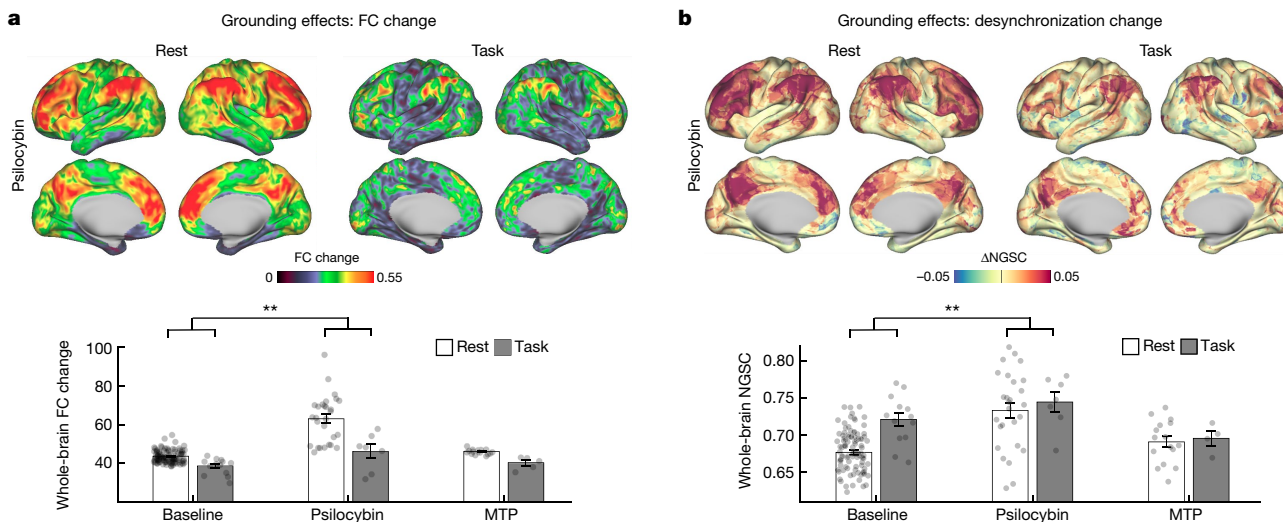 a
Grounding effects: FC change
Rest
Task
Psilocybin
FC change
0
0.55
**
Rest
Task
Whole-brain FC change
100
80
60
40
Baseline
Psilocybin
MTP
b
Grounding effects: desynchronization change
Rest
Task
Psilocybin
ΔNGSC
−0.05
0.05
**
Rest
Task
Whole-brain NGSC
0.80
0.75
0.70
0.65
Baseline
Psilocybin
MTP